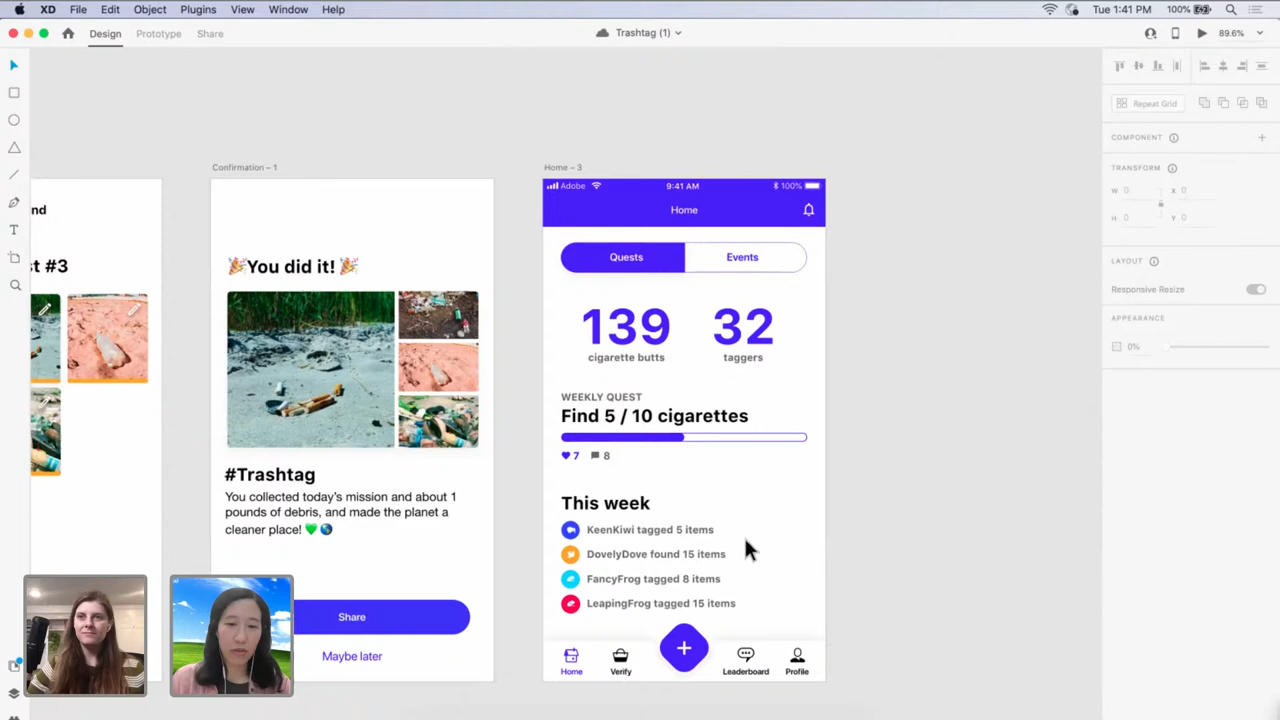 XD File Edit Object Plugins View Window Help
100%
Tue 1:41 PM
Design Prototype Share
Trashtag (1)
89.6%
Repeat Grid
COMPONENT
TRANSFORM
W 0 X 0
H 0 Y 0
LAYOUT
Responsive Resize
APPEARANCE
0%
nd
st #3
Confirmation – 1
🎉You did it! 🎉
#Trashtag
You collected today's mission and about 1
pounds of debris, and made the planet a
cleaner place! 💚 🌎
Share
Maybe later
Home – 3
Adobe 9:41 AM 100%
Home
Quests Events
139 32
cigarette butts taggers
WEEKLY QUEST
Find 5 / 10 cigarettes
7 8
This week
KeenKiwi tagged 5 items
DovelyDove found 15 items
FancyFrog tagged 8 items
LeapingFrog tagged 15 items
+
Home Verify Leaderboard Profile